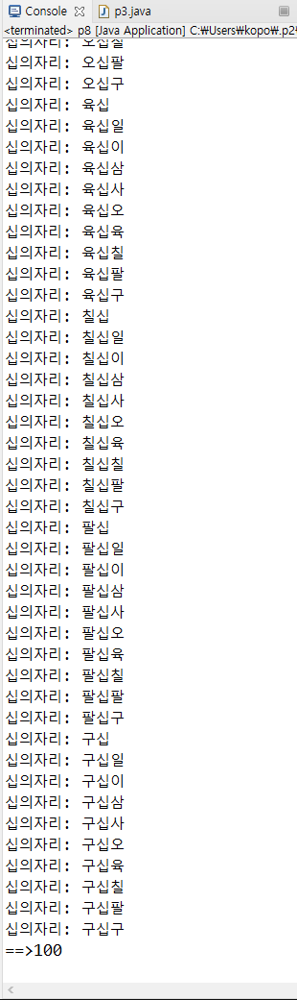 Console p3.java
<terminated> p8 [Java Application] C:\Users\kopo\.p2\
십의자리: 오십칠
십의자리: 오십팔
십의자리: 오십구
십의자리: 육십
십의자리: 육십일
십의자리: 육십이
십의자리: 육십삼
십의자리: 육십사
십의자리: 육십오
십의자리: 육십육
십의자리: 육십칠
십의자리: 육십팔
십의자리: 육십구
십의자리: 칠십
십의자리: 칠십일
십의자리: 칠십이
십의자리: 칠십삼
십의자리: 칠십사
십의자리: 칠십오
십의자리: 칠십육
십의자리: 칠십칠
십의자리: 칠십팔
십의자리: 칠십구
십의자리: 팔십
십의자리: 팔십일
십의자리: 팔십이
십의자리: 팔십삼
십의자리: 팔십사
십의자리: 팔십오
십의자리: 팔십육
십의자리: 팔십칠
십의자리: 팔십팔
십의자리: 팔십구
십의자리: 구십
십의자리: 구십일
십의자리: 구십이
십의자리: 구십삼
십의자리: 구십사
십의자리: 구십오
십의자리: 구십육
십의자리: 구십칠
십의자리: 구십팔
십의자리: 구십구
==>100